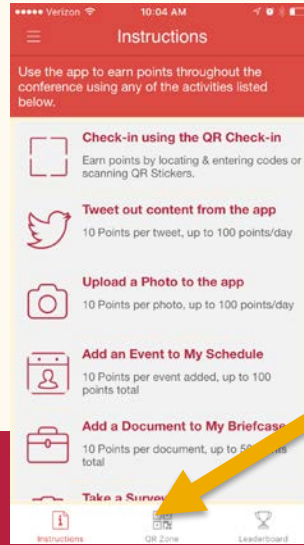 Verizon 10:04 AM
Instructions
Use the app to earn points throughout the
conference using any of the activities listed
below.
Check-in using the QR Check-in
Earn points by locating & entering codes or
scanning QR Stickers.
Tweet out content from the app
10 Points per tweet, up to 100 points/day
Upload a Photo to the app
10 Points per photo, up to 100 points/day
Add an Event to My Schedule
10 Points per event added, up to 100
points total
Add a Document to My Briefcase
10 Points per document, up to
total
Take a Survey
Instructions QR Zone Leaderboard